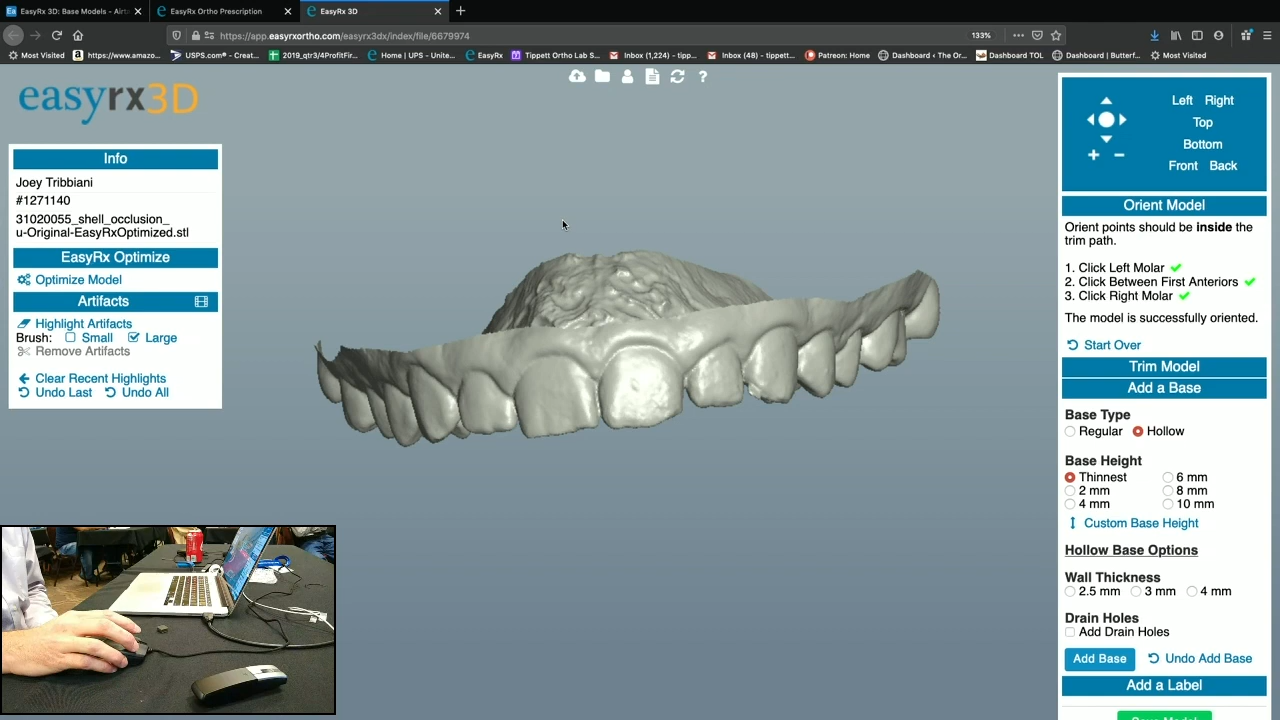 EasyRx 3D: Base Models - Airta
EasyRx Ortho Prescription
EasyRx 3D
https://app.easyrxortho.com/easyrx3dx/index/file/6679974
133%
Most Visited
https://www.amazo...
USPS.com® - Creat...
2019_qtr3/4ProfitFir...
Home | UPS - Unite...
EasyRx
Tippett Ortho Lab S...
Inbox (1,224) - tipp...
Inbox (48) - tippett...
Patreon: Home
Dashboard ‹ The Or...
Dashboard TOL
Dashboard | Butterf...
Most Visited
easyrx3D
Info
Joey Tribbiani
#1271140
31020055_shell_occlusion_
u-Original-EasyRxOptimized.stl
EasyRx Optimize
Optimize Model
Artifacts
Highlight Artifacts
Brush: Small Large
Remove Artifacts
Clear Recent Highlights
Undo Last Undo All
Left Right
Top
Bottom
Front Back
Orient Model
Orient points should be inside the
trim path.
1. Click Left Molar
2. Click Between First Anteriors
3. Click Right Molar
The model is successfully oriented.
Start Over
Trim Model
Add a Base
Base Type
Regular Hollow
Base Height
Thinnest 6 mm
2 mm 8 mm
4 mm 10 mm
Custom Base Height
Hollow Base Options
Wall Thickness
2.5 mm 3 mm 4 mm
Drain Holes
Add Drain Holes
Add Base Undo Add Base
Add a Label
Save Model